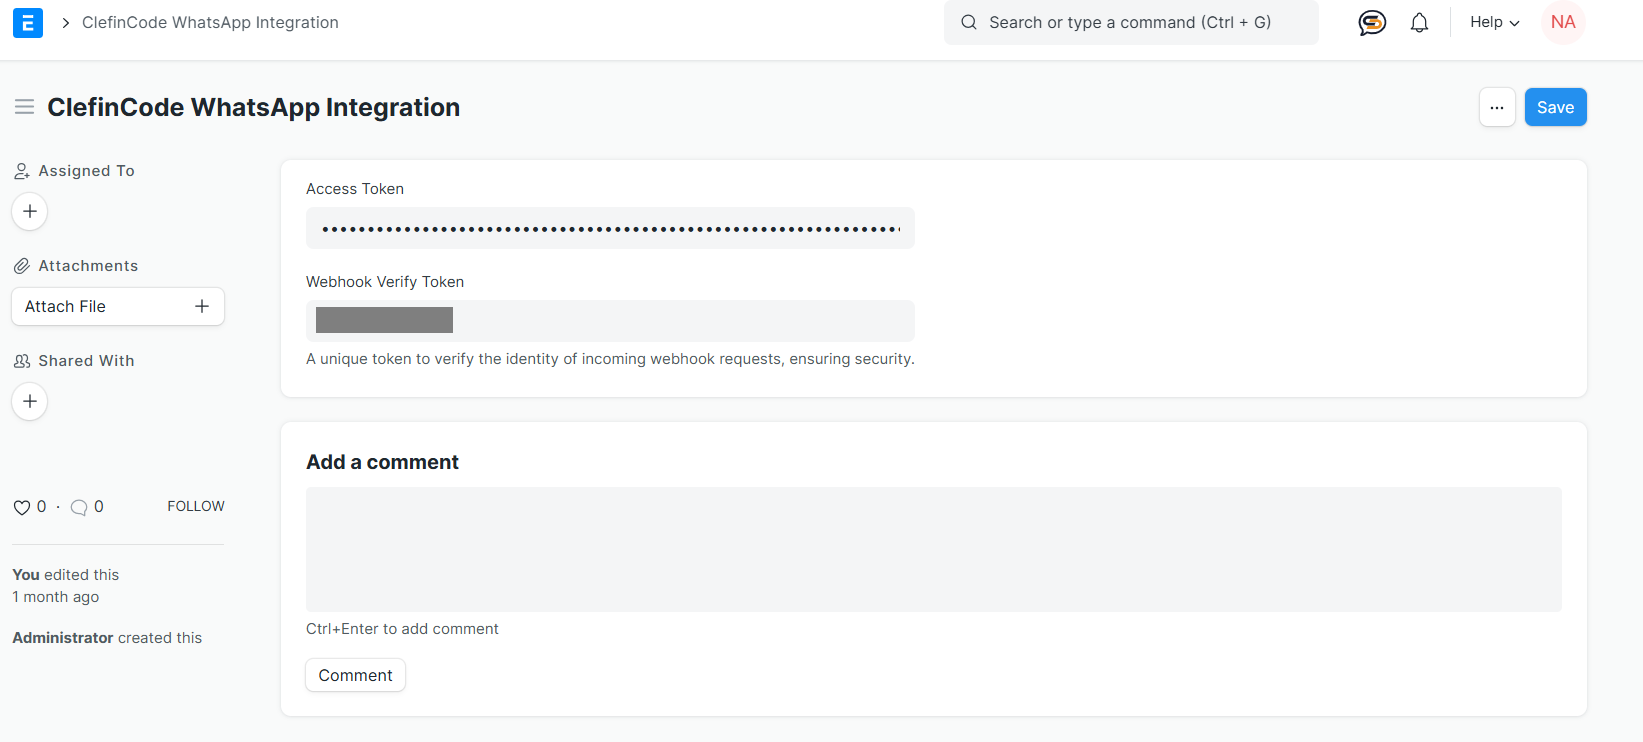 ClefinCode WhatsApp Integration
Search or type a command (Ctrl + G)
Help
NA
ClefinCode WhatsApp Integration
Save
Assigned To
Attachments
Attach File
Shared With
0 · 0
FOLLOW
You edited this
1 month ago
Administrator created this
Access Token
Webhook Verify Token
A unique token to verify the identity of incoming webhook requests, ensuring security.
Add a comment
Ctrl+Enter to add comment
Comment